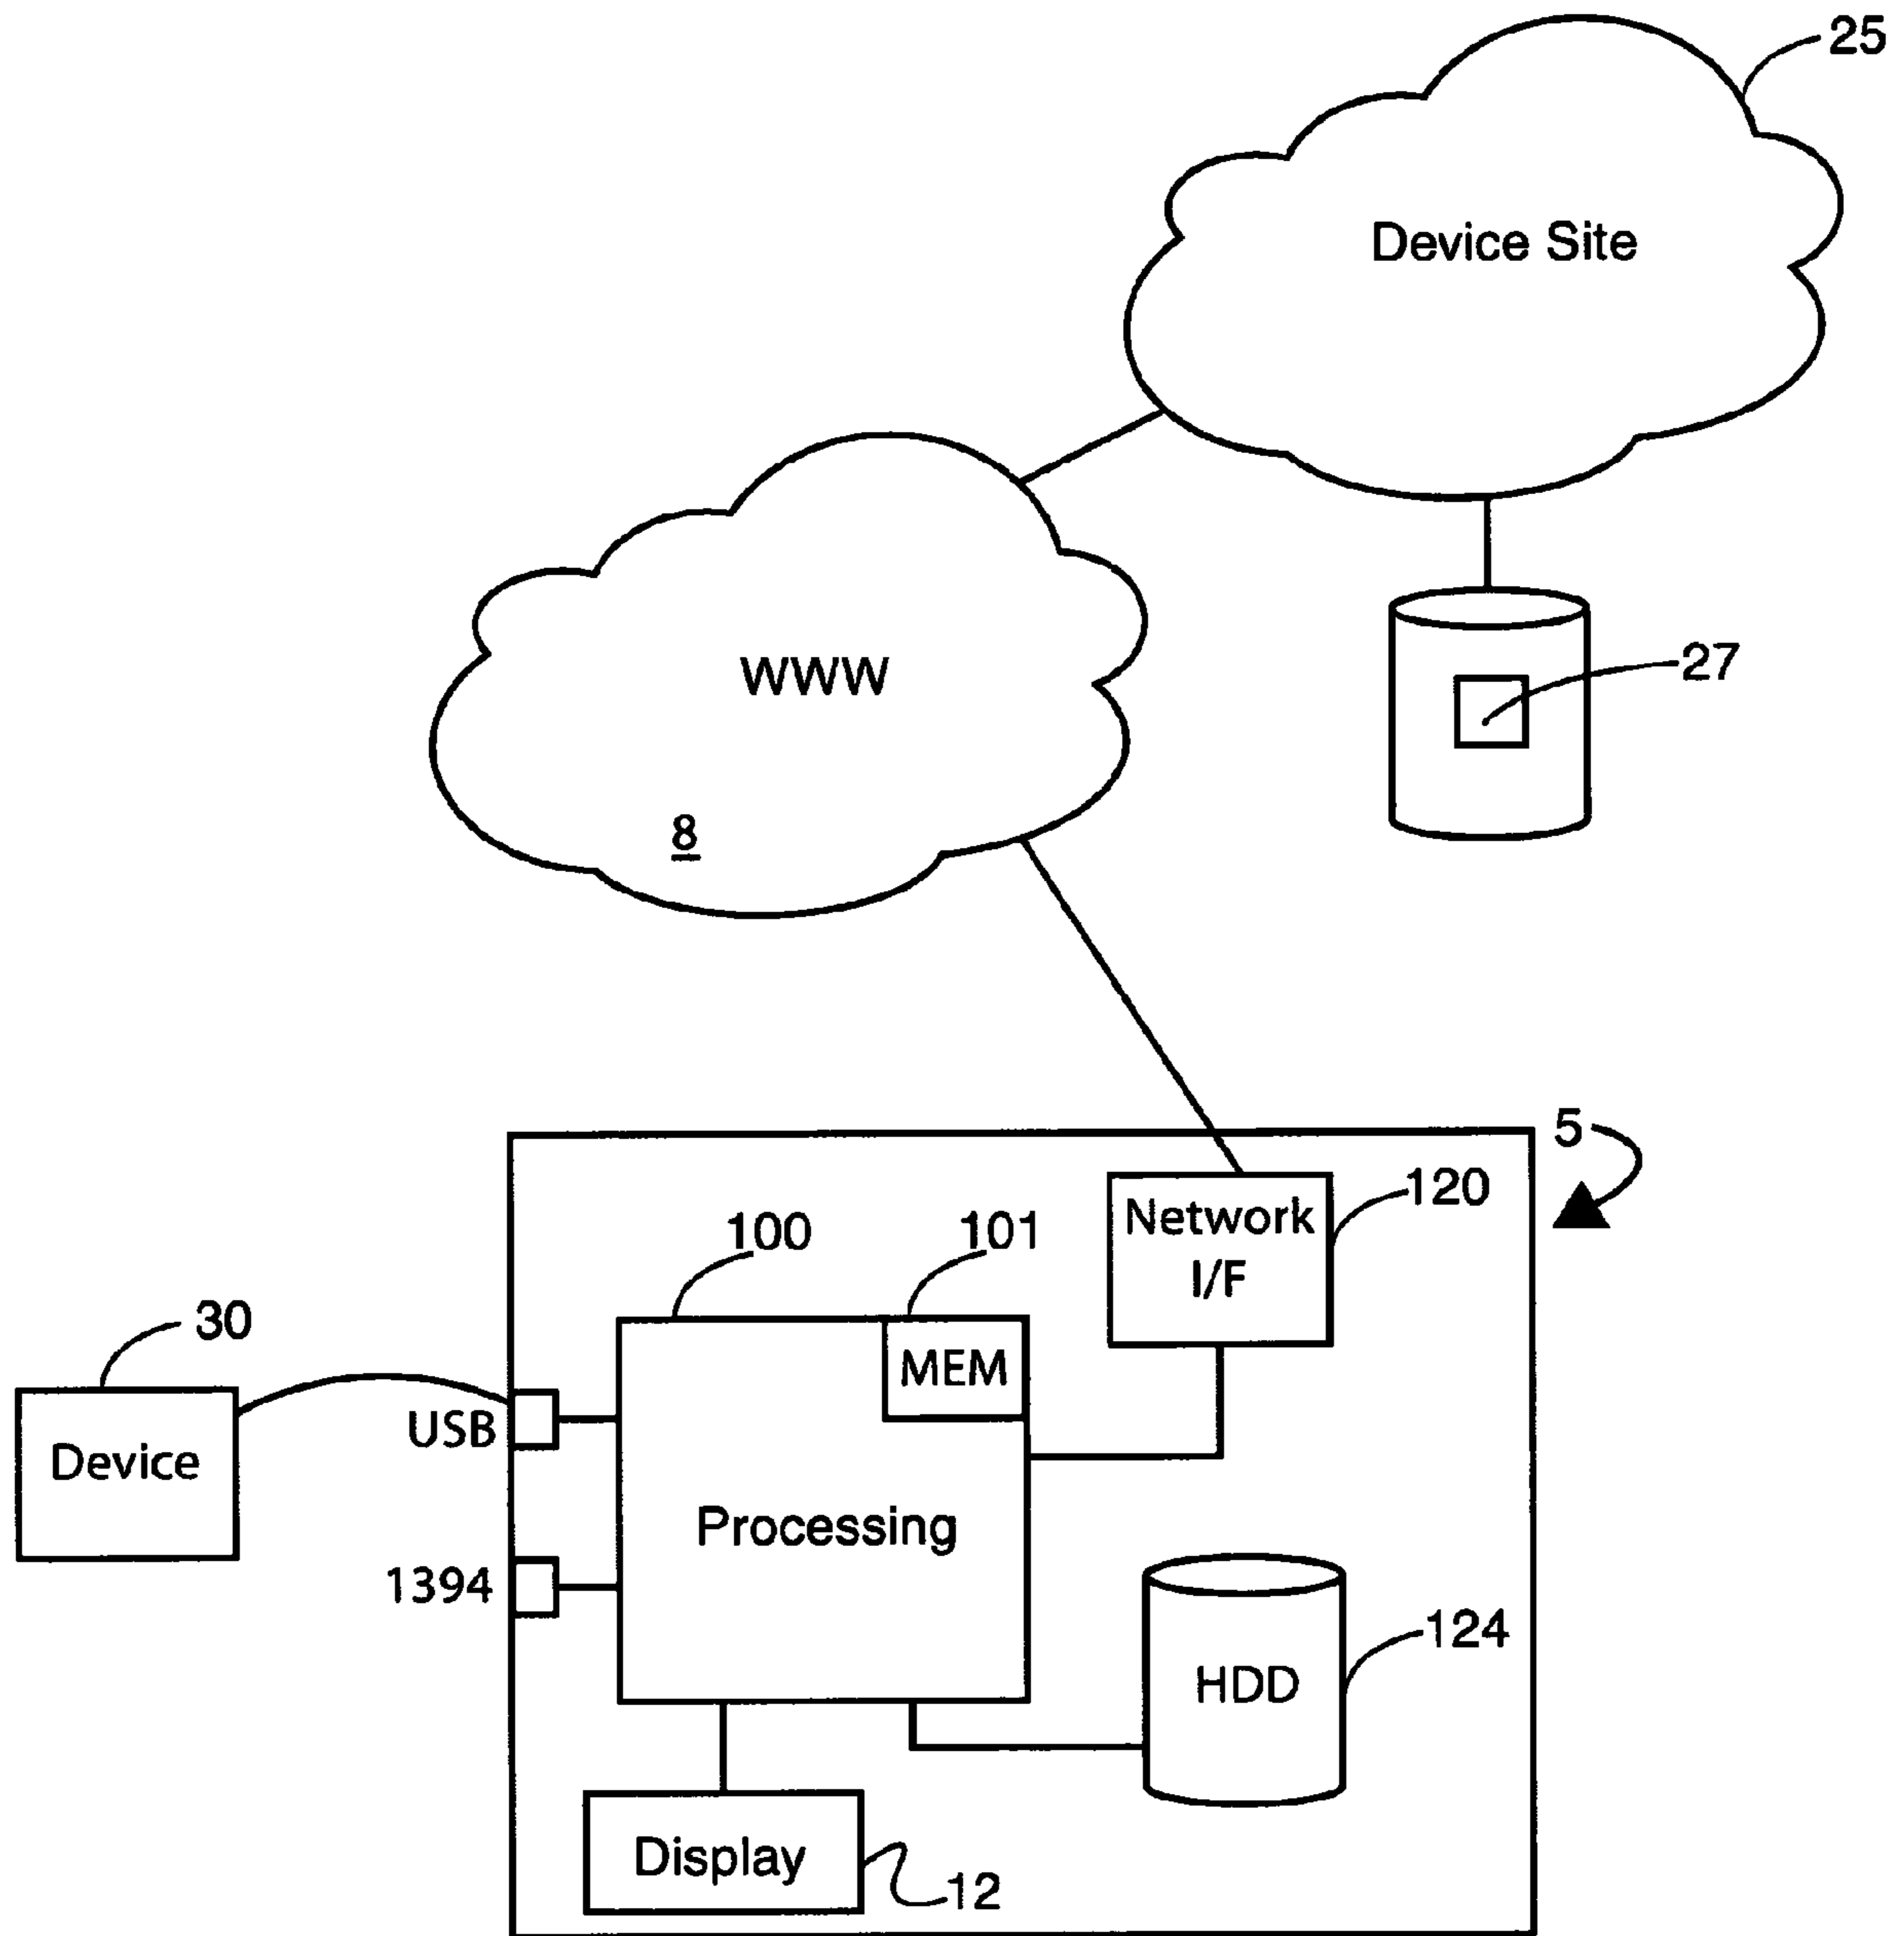 25
Device Site
27
WWW
8
5
120
Network
I/F
100
101
MEM
30
Device
USB
Processing
1394
124
HDD
Display
12